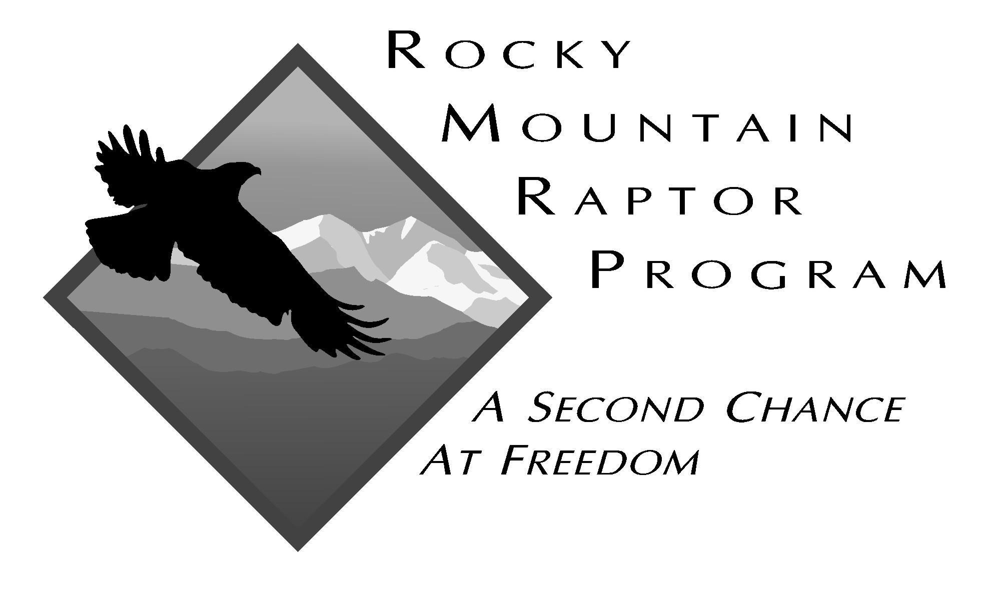 ROCKY
MOUNTAIN
RAPTOR
PROGRAM
A SECOND CHANCE
AT FREEDOM